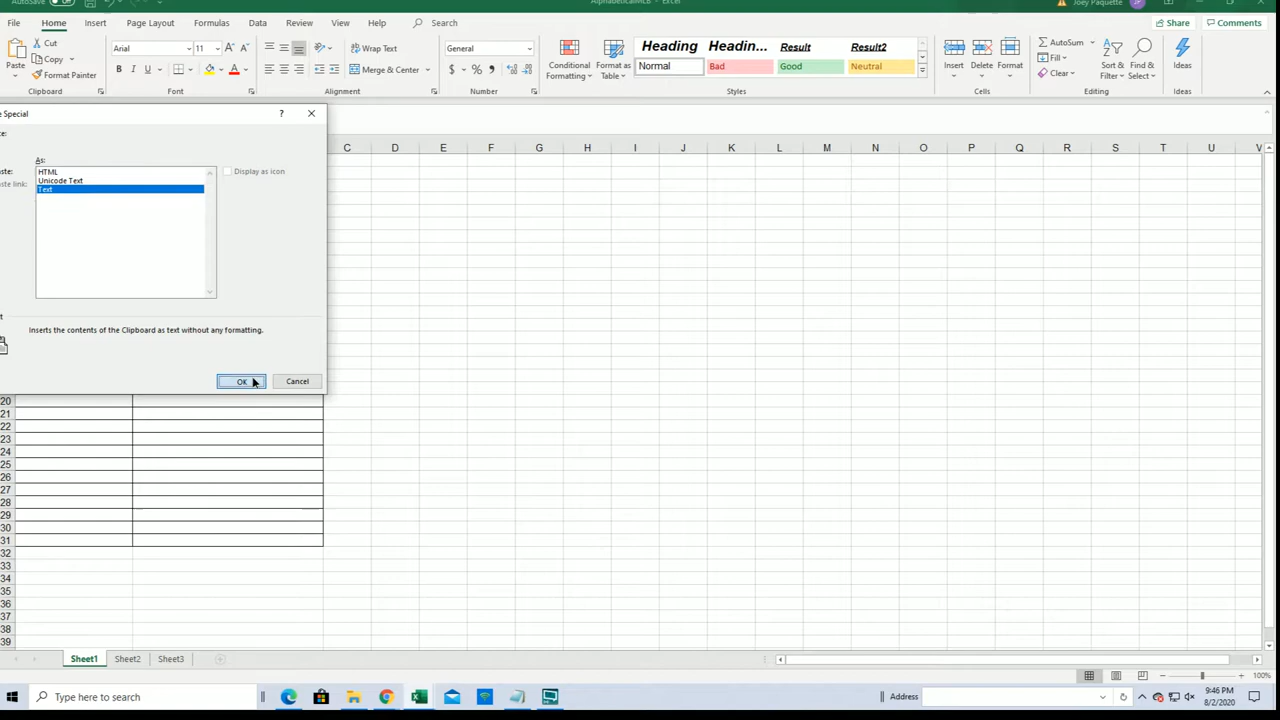 AutoSave Off AlphabeticalMLB - Excel Joey Paquette JP
File Home Insert Page Layout Formulas Data Review View Help Search Share Comments
Paste Cut Copy Format Painter Clipboard
Arial 11 A A B I U A Font
Wrap Text Merge & Center Alignment
General $ % , Number
Conditional Formatting Format as Table
Heading Headin... Result Result2
Normal Bad Good Neutral
Styles
Insert Delete Format Cells
AutoSum Fill Clear Sort & Filter Find & Select Editing
Ideas Ideas
Special ? ×
As:
HTML
Unicode Text
Text
Display as icon
aste link:
Inserts the contents of the Clipboard as text without any formatting.
OK Cancel
C D E F G H I J K L M N O P Q R S T U V
20
21
22
23
24
25
26
27
28
29
30
31
32
33
34
35
36
37
38
39
Sheet1 Sheet2 Sheet3
100%
Type here to search Address 9:46 PM
8/2/2020